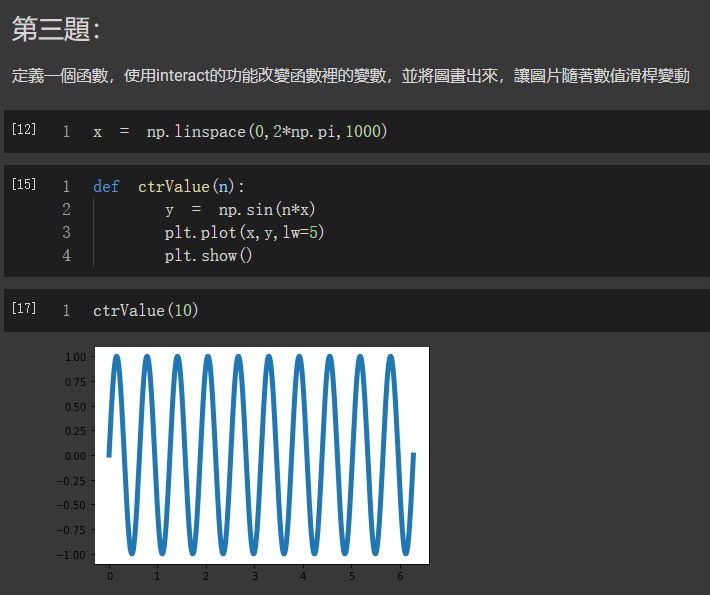 第三題：
定義一個函數，使用interact的功能改變函數裡的變數，並將圖畫出來，讓圖片隨著數值滑桿變動
[12] 1 x = np.linspace(0,2*np.pi,1000)
[15] 1 def ctrValue(n):
2 y = np.sin(n*x)
3 plt.plot(x,y,lw=5)
4 plt.show()
[17] 1 ctrValue(10)
1.00
0.75
0.50
0.25
0.00
−0.25
−0.50
−0.75
−1.00
0 1 2 3 4 5 6